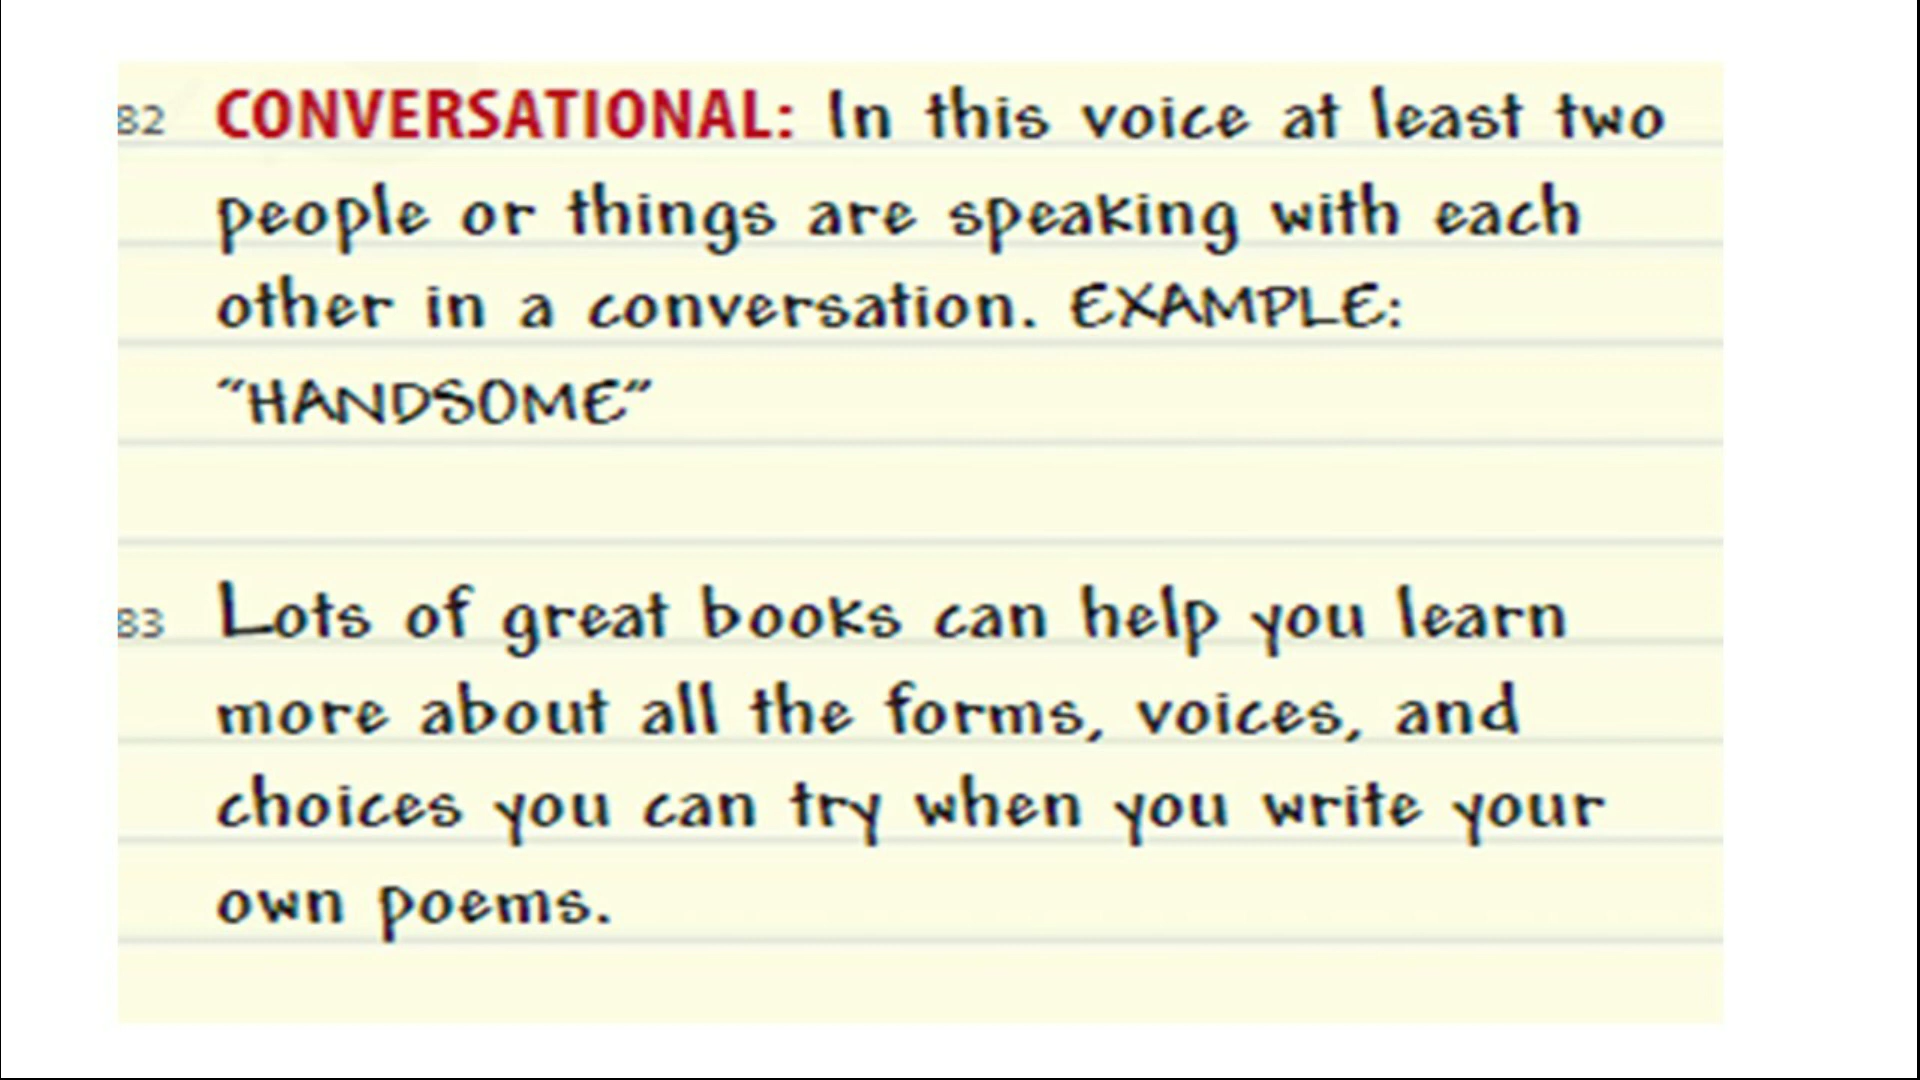 82 CONVERSATIONAL: In this voice at least two
people or things are speaking with each
other in a conversation. EXAMPLE:
"HANDSOME"
83 Lots of great books can help you learn
more about all the forms, voices, and
choices you can try when you write your
own poems.